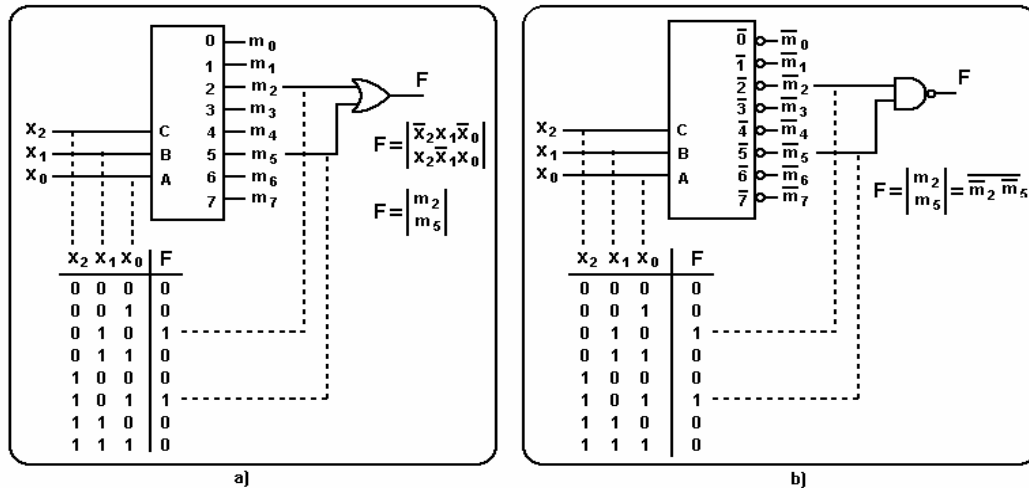 0 m₀
1 m₁
2 m₂
3 m₃
4 m₄
5 m₅
6 m₆
7 m₇
x₂ C
x₁ B
x₀ A
F
F = | x̅₂x₁x̅₀
x₂x̅₁x₀ |
F = | m₂
m₅ |
x₂ x₁ x₀ F
0 0 0 0
0 0 1 0
0 1 0 1
0 1 1 0
1 0 0 0
1 0 1 1
1 1 0 0
1 1 1 0
a)
0̅ m̅₀
1̅ m̅₁
2̅ m̅₂
3̅ m̅₃
4̅ m̅₄
5̅ m̅₅
6̅ m̅₆
7̅ m̅₇
x₂ C
x₁ B
x₀ A
F
F = | m₂
m₅ | = \overline{m̅₂ m̅₅}
x₂ x₁ x₀ F
0 0 0 0
0 0 1 0
0 1 0 1
0 1 1 0
1 0 0 0
1 0 1 1
1 1 0 0
1 1 1 0
b)